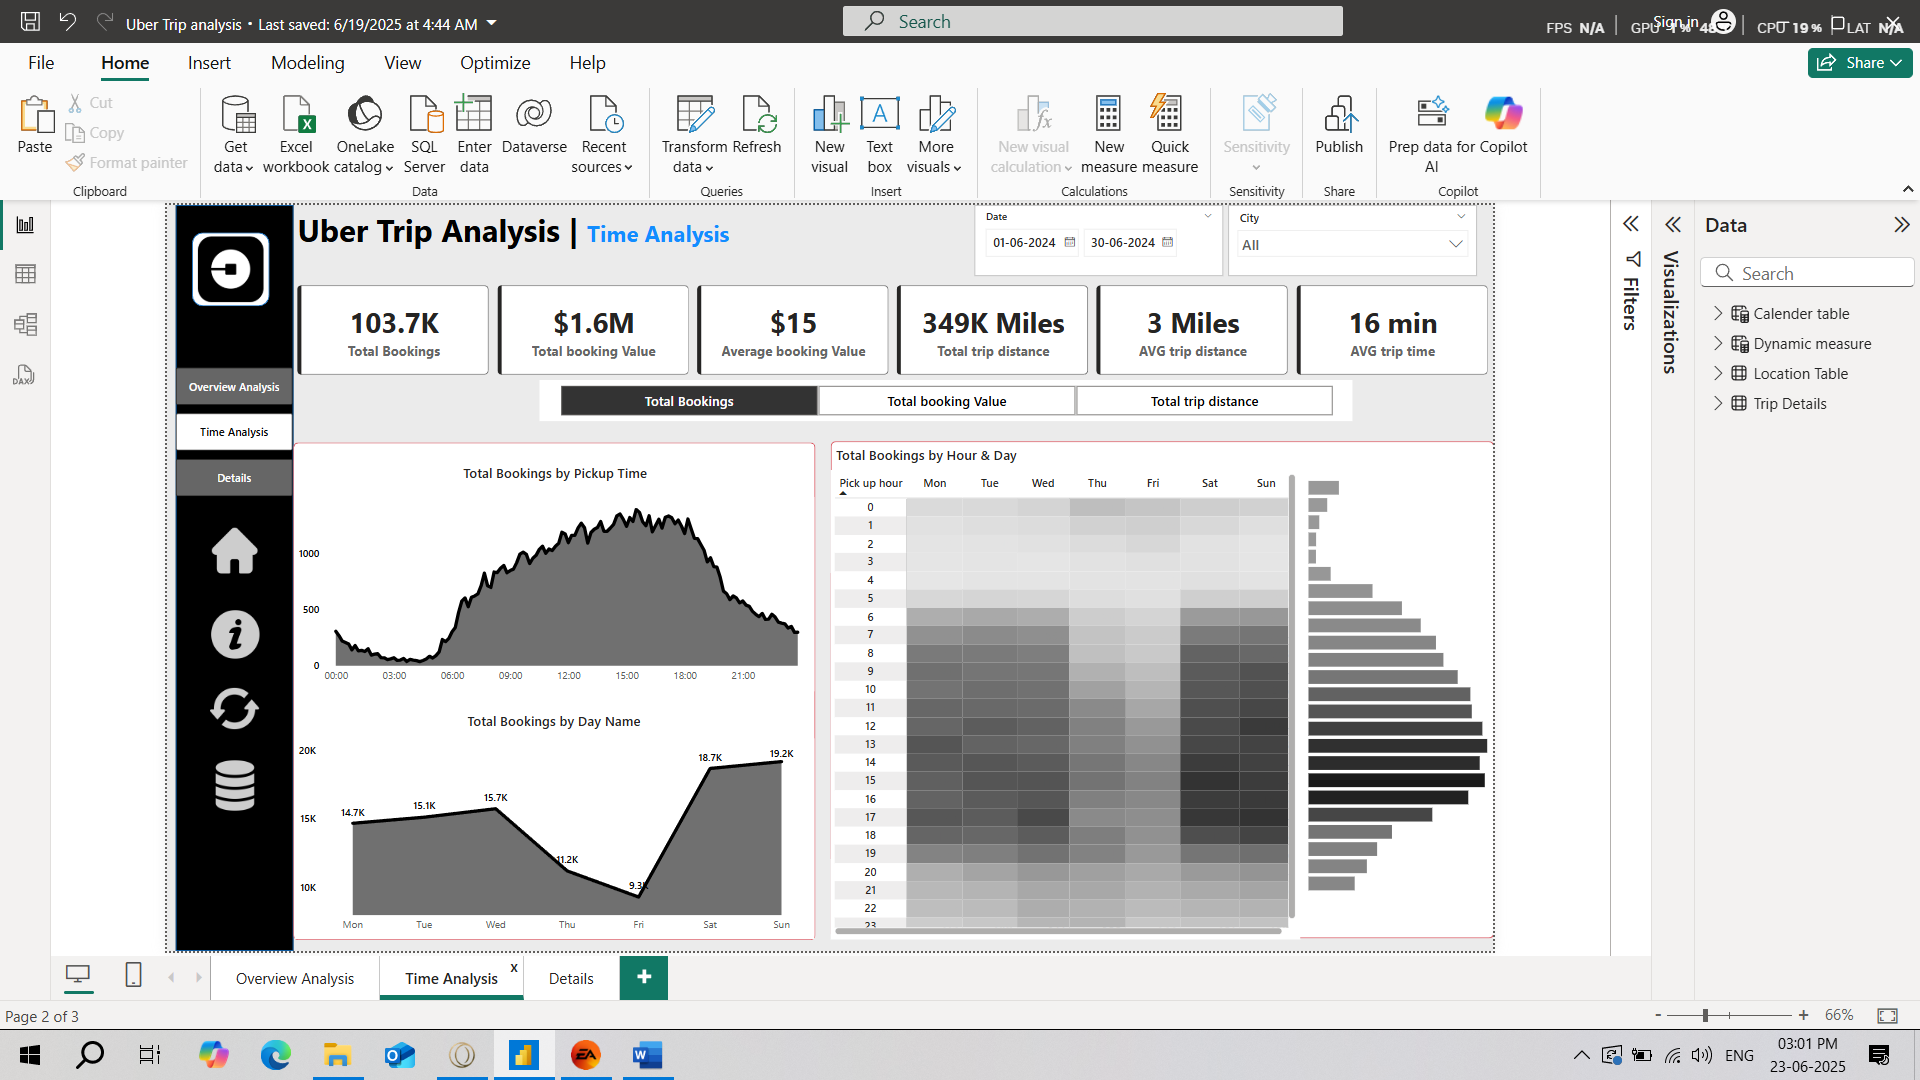 Uber Trip analysis • Last saved: 6/19/2025 at 4:44 AM
Search
Sign in
FPS N/A
GPU 1 %
CPU 19 %
LAT N/A
File Home Insert Modeling View Optimize Help
Share
Paste
Cut
Copy
Format painter
Clipboard
Get data
Excel workbook
OneLake catalog
SQL Server
Enter data
Dataverse
Recent sources
Data
Transform data
Refresh
Queries
New visual
Text box
More visuals
Insert
New visual calculation
New measure
Quick measure
Calculations
Sensitivity
Sensitivity
Publish
Share
Prep data for AI
Copilot
Copilot
Uber Trip Analysis | Time Analysis
Date
01-06-2024 30-06-2024
City
All
103.7K
Total Bookings
$1.6M
Total booking Value
$15
Average booking Value
349K Miles
Total trip distance
3 Miles
AVG trip distance
16 min
AVG trip time
Overview Analysis
Time Analysis
Details
Total Bookings Total booking Value Total trip distance
Total Bookings by Pickup Time
1000
500
0
00:00 03:00 06:00 09:00 12:00 15:00 18:00 21:00
Total Bookings by Day Name
20K
15K
10K
14.7K 15.1K 15.7K 11.2K 18.7K 19.2K
Mon Tue Wed Thu Fri Sat Sun
Total Bookings by Hour & Day
Pick up hour Mon Tue Wed Thu Fri Sat Sun
0
1
2
3
4
5
6
7
8
9
10
11
12
13
14
15
16
17
18
19
20
21
22
23
Filters
Visualizations
Data
Search
Calender table
Dynamic measure
Location Table
Trip Details
DAX
Overview Analysis
Time Analysis x
Details
+
Page 2 of 3
- + 66%
EA
ENG
03:01 PM
23-06-2025